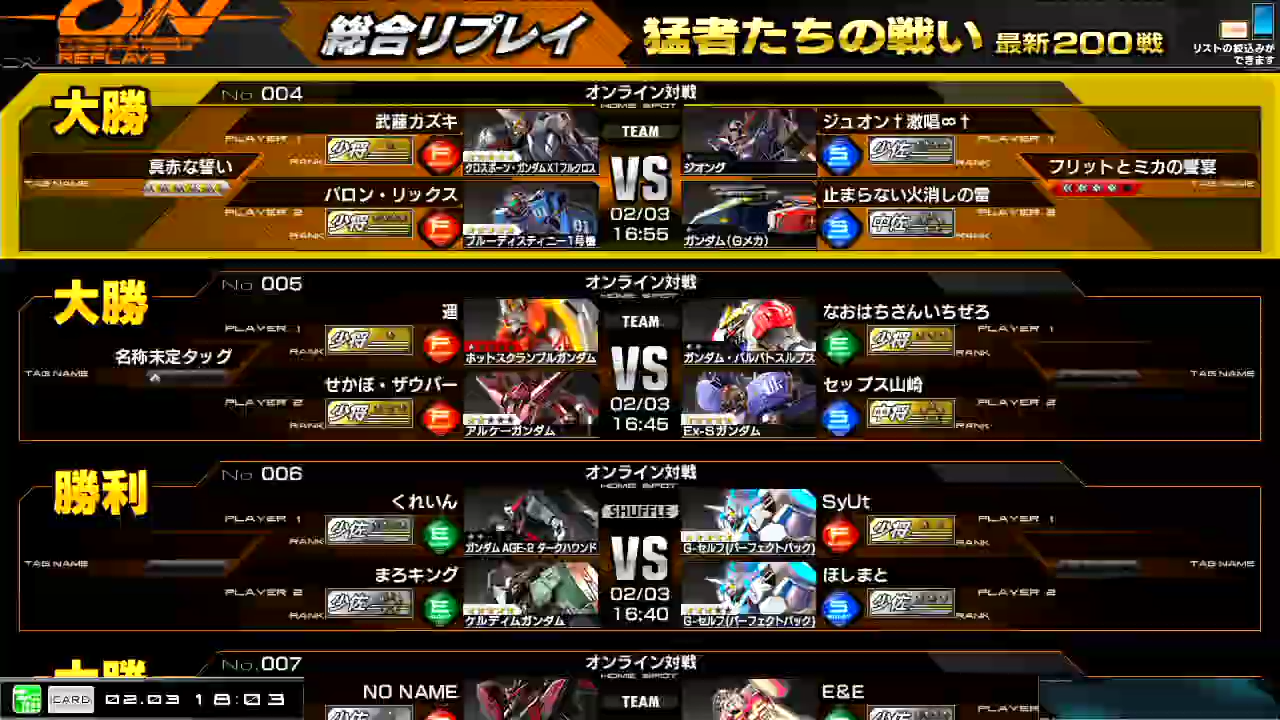 ON
REPLAYS
総合リプレイ
猛者たちの戦い 最新200戦
リストの絞込みが
できます
大勝
No 004
オンライン対戦
HOME SPOT
武藤カズキ
PLAYER 1
RANK
少将
F
クロスボーン・ガンダムX1フルクロス
TEAM
VS
02/03
16:55
ジオング
ジュオン†激唱∞†
S
少佐
RANK
PLAYER 1
真赤な誓い
TAG NAME
フリットとミカの饗宴
TAG NAME
バロン・リックス
PLAYER 2
RANK
少将
F
ブルーディスティニー1号機
ガンダム(Gメカ)
止まらない火消しの雷
S
中佐
RANK
PLAYER 2
大勝
No 005
オンライン対戦
HOME SPOT
PLAYER 1
RANK
少将
F
ホットスクランブルガンダム
TEAM
VS
02/03
16:45
ガンダム・バルバトスルプス
なおはちさんいちぜろ
E
少将
RANK
PLAYER 1
名称未定タッグ
TAG NAME
TAG NAME
せかぼ・ザウバー
PLAYER 2
RANK
少将
F
アルケーガンダム
Ex-Sガンダム
セップス山崎
S
中将
RANK
PLAYER 2
勝利
No 006
オンライン対戦
HOME SPOT
くれいん
PLAYER 1
RANK
少佐
E
ガンダムAGE-2 ダークハウンド
SHUFFLE
VS
02/03
16:40
G-セルフ(パーフェクトパック)
SyUt
F
少将
RANK
PLAYER 1
TAG NAME
TAG NAME
まろキング
PLAYER 2
RANK
少佐
E
ケルディムガンダム
G-セルフ(パーフェクトパック)
ほしまと
S
少佐
RANK
PLAYER 2
大勝
No.007
オンライン対戦
HOME SPOT
NO NAME
TEAM
E&E
PLAYER
CARD
02.03 18:03